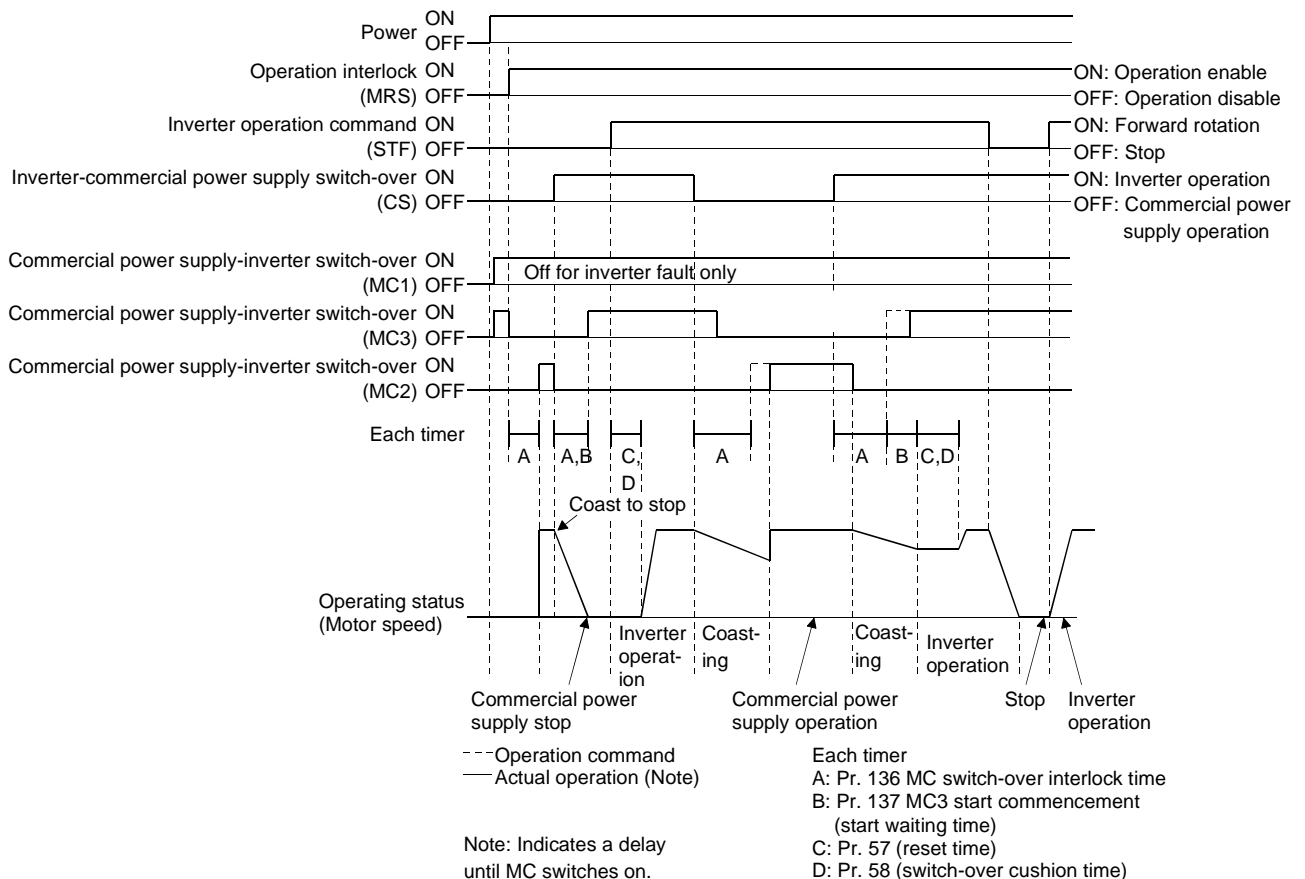 Power ON
OFF
Operation interlock ON
(MRS) OFF
ON: Operation enable
OFF: Operation disable
Inverter operation command ON
(STF) OFF
ON: Forward rotation
OFF: Stop
Inverter-commercial power supply switch-over ON
(CS) OFF
ON: Inverter operation
OFF: Commercial power
supply operation
Commercial power supply-inverter switch-over ON
(MC1) OFF
Off for inverter fault only
Commercial power supply-inverter switch-over ON
(MC3) OFF
Commercial power supply-inverter switch-over ON
(MC2) OFF
Each timer
A A,B C, A A B C,D
D
Coast to stop
Operating status
(Motor speed)
Inverter
operat-
ion
Coast-
ing
Coast-
ing
Inverter
operation
Commercial power
supply stop
Commercial power
supply operation
Stop
Inverter
operation
Operation command
Actual operation (Note)
Note: Indicates a delay
until MC switches on.
Each timer
A: Pr. 136 MC switch-over interlock time
B: Pr. 137 MC3 start commencement
(start waiting time)
C: Pr. 57 (reset time)
D: Pr. 58 (switch-over cushion time)